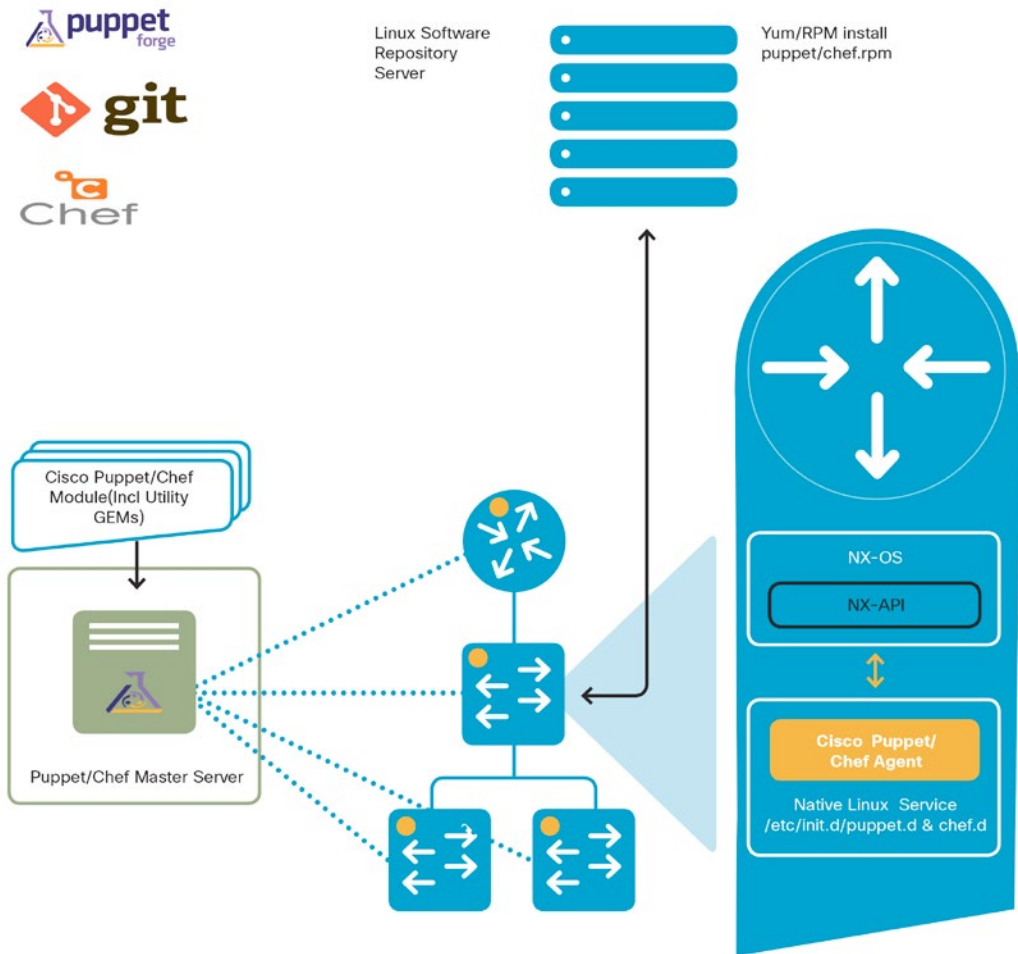 puppet
forge
git
Chef
Linux Software
Repository
Server
Yum/RPM install
puppet/chef.rpm
Cisco Puppet/Chef
Module(Incl Utility
GEMs)
Puppet/Chef Master Server
NX-OS
NX-API
Cisco Puppet/
Chef Agent
Native Linux Service
/etc/init.d/puppet.d & chef.d